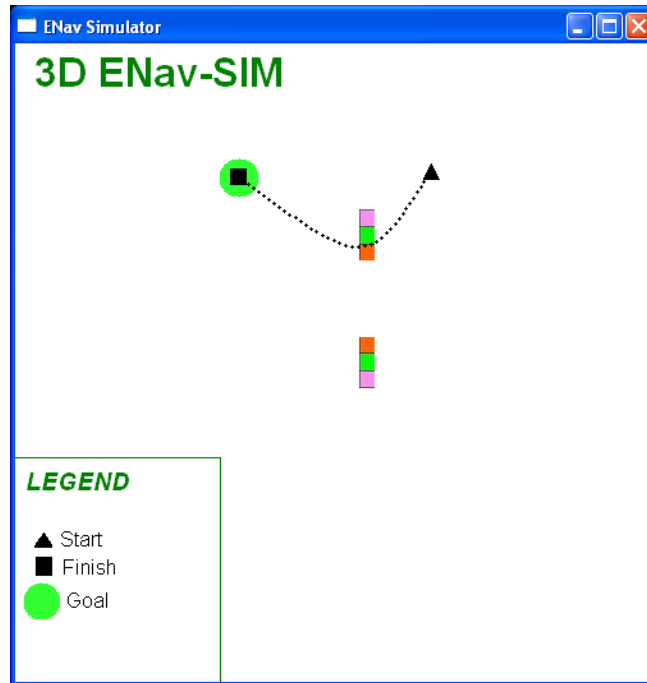 ENav Simulator
3D ENav-SIM
LEGEND
Start
Finish
Goal